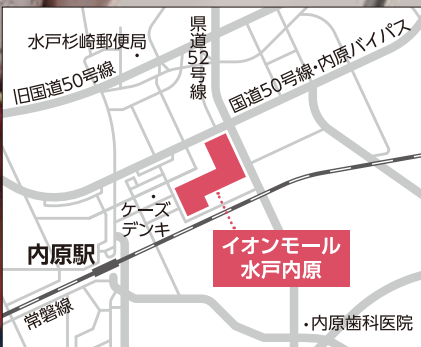 水戸杉崎郵便局
県道52号線
旧国道50号線
国道50号線・内原バイパス
ケーズ
デンキ
イオンモール
水戸内原
内原駅
常磐線
内原歯科医院